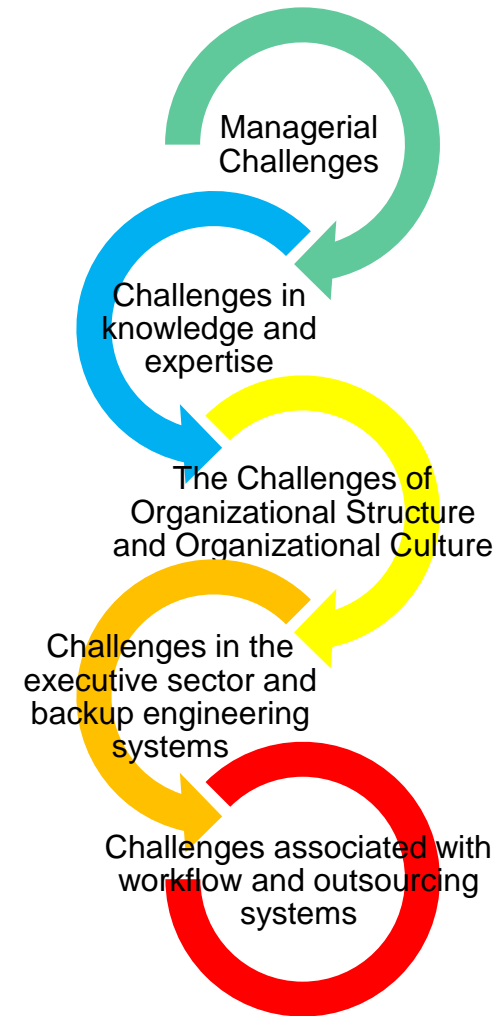 Managerial
Challenges
Challenges in
knowledge and
expertise
The Challenges of
Organizational Structure
and Organizational Culture
Challenges in the
executive sector and
backup engineering
systems
Challenges associated with
workflow and outsourcing
systems